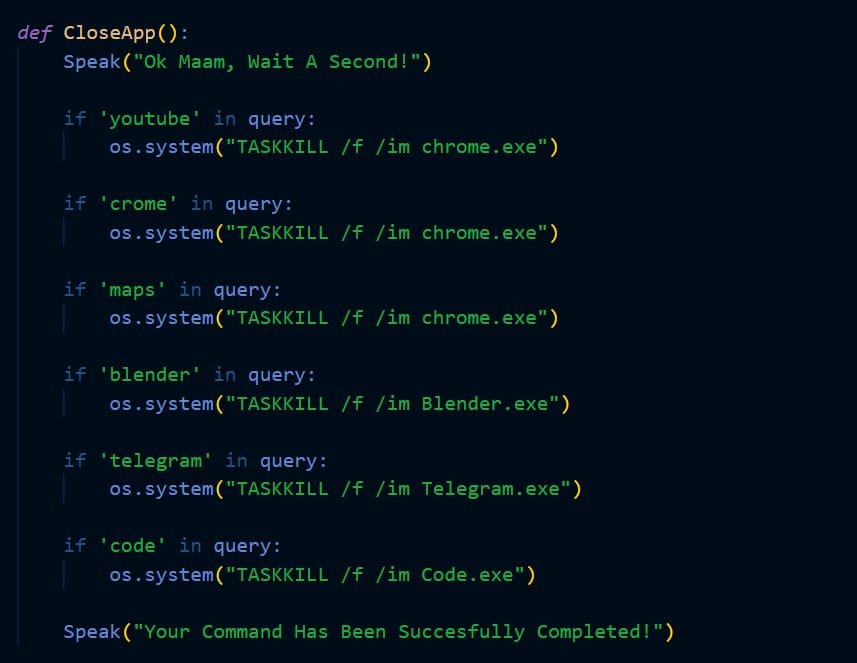 def CloseApp():
    Speak("Ok Maam, Wait A Second!")
    if 'youtube' in query:
        os.system("TASKKILL /f /im chrome.exe")
    if 'crome' in query:
        os.system("TASKKILL /f /im chrome.exe")
    if 'maps' in query:
        os.system("TASKKILL /f /im chrome.exe")
    if 'blender' in query:
        os.system("TASKKILL /f /im Blender.exe")
    if 'telegram' in query:
        os.system("TASKKILL /f /im Telegram.exe")
    if 'code' in query:
        os.system("TASKKILL /f /im Code.exe")
    Speak("Your Command Has Been Succesfully Completed!")